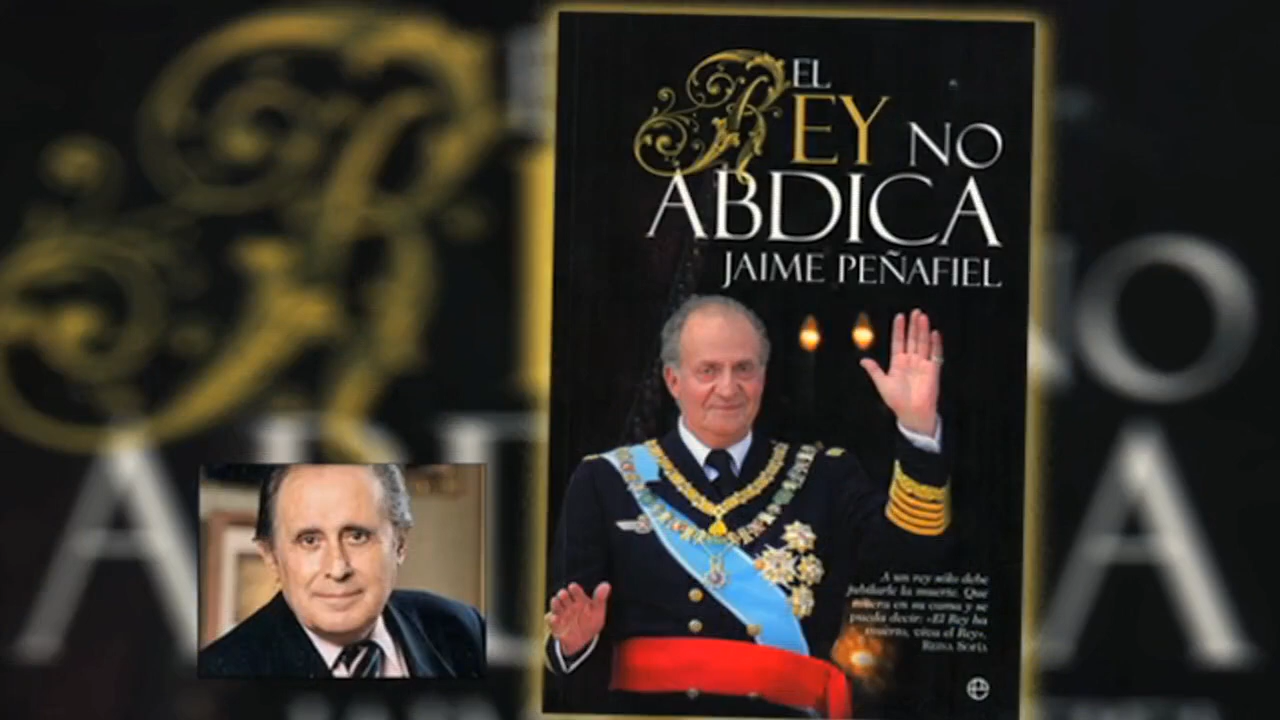 EL
REY NO
ABDICA
JAIME PEÑAFIEL
A un rey sólo debe
jubilarle la muerte. Que
muera en su cama y se
pueda decir: «El Rey ha
muerto, viva el Rey».
REINA SOFÍA